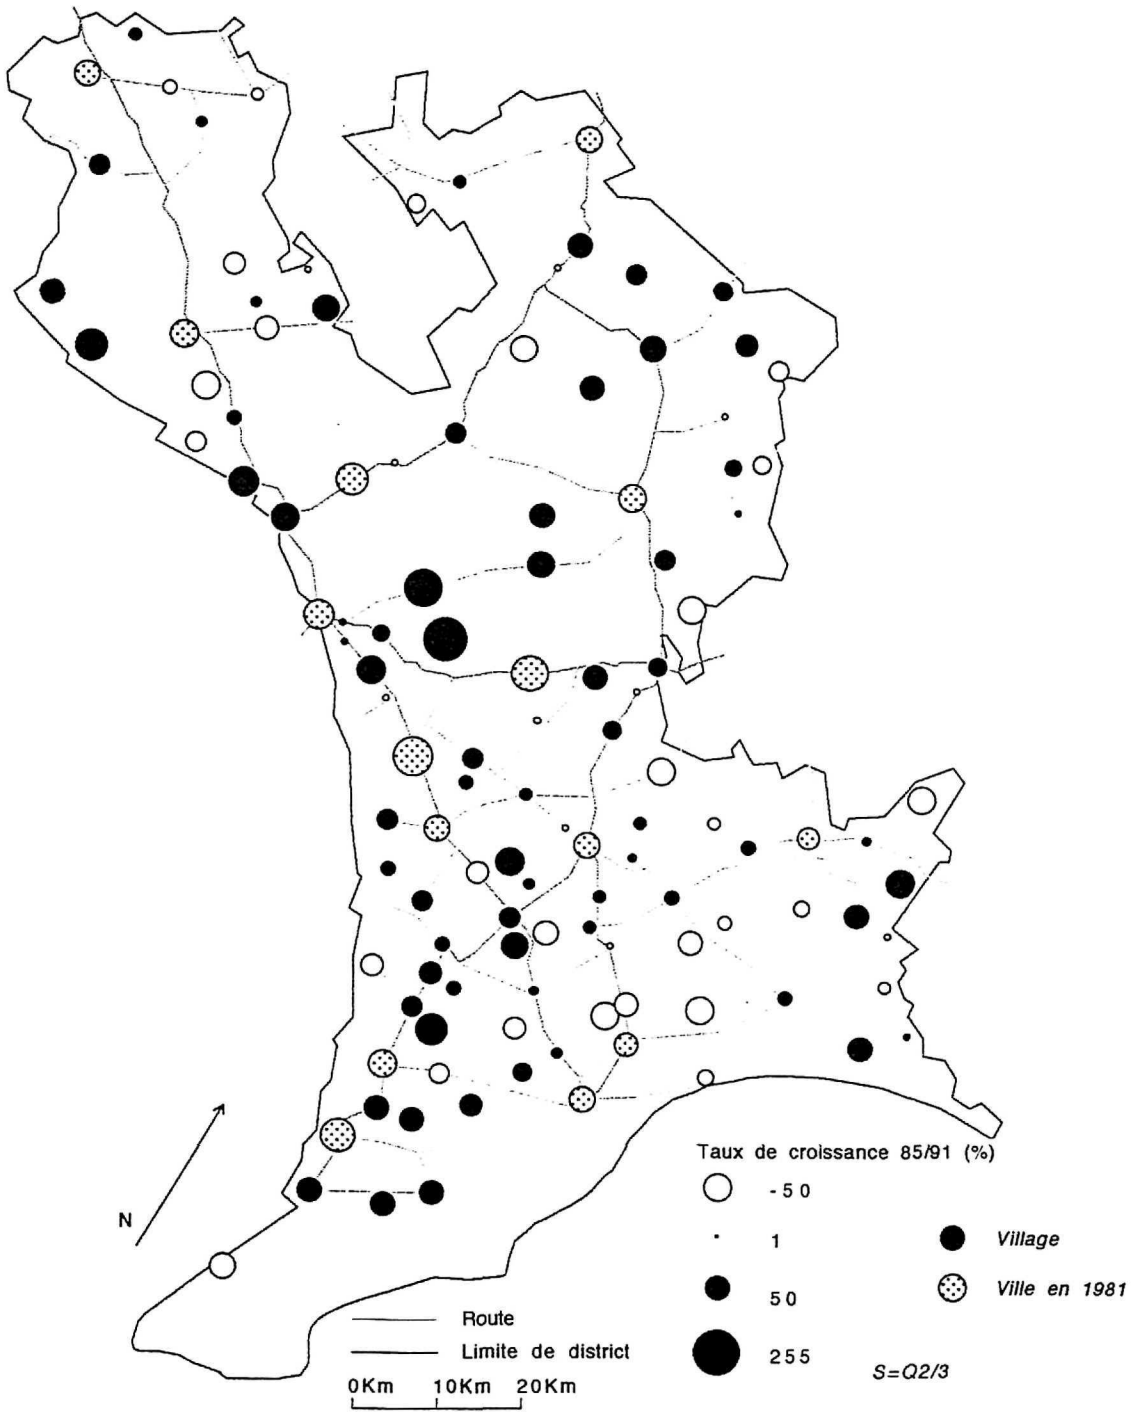 Taux de croissance 85/91 (%)
-50
1
Village
50
Ville en 1981
255
S=Q2/3
N
Route
Limite de district
0Km 10Km 20Km